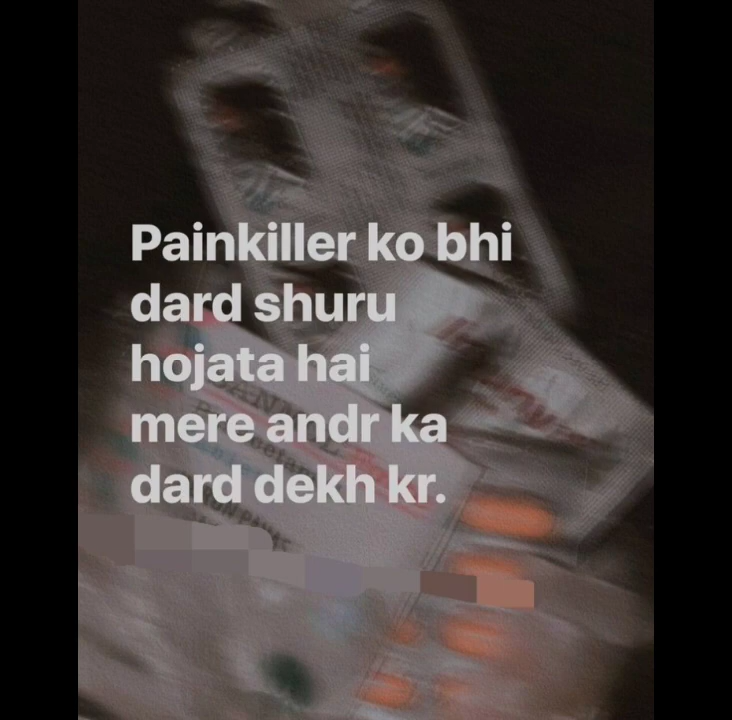 Painkiller ko bhi
dard shuru
hojata hai
mere andr ka
dard dekh kr.